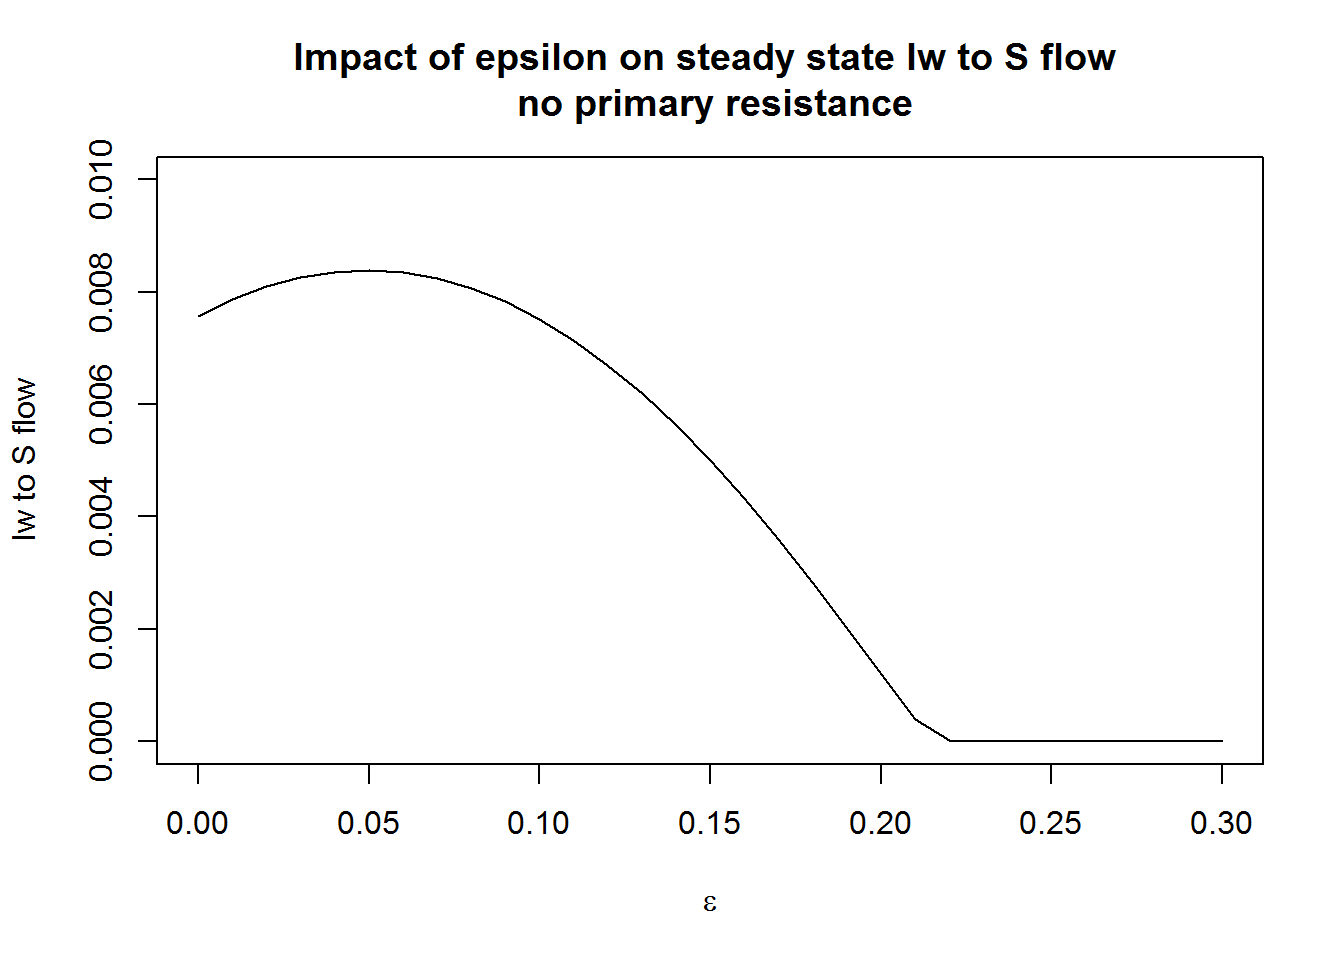 Impact of epsilon on steady state Iw to S flow
no primary resistance
Iw to S flow
0.010
0.008
0.006
0.004
0.002
0.000
0.00 0.05 0.10 0.15 0.20 0.25 0.30
ε